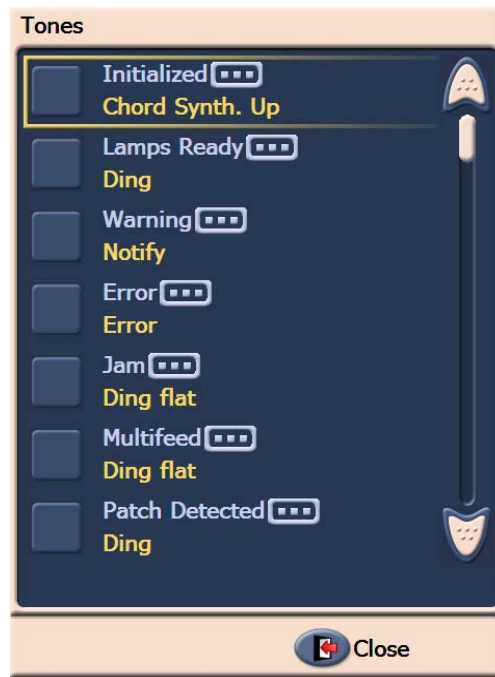 Tones
Initialized
Chord Synth. Up
Lamps Ready
Ding
Warning
Notify
Error
Error
Jam
Ding flat
Multifeed
Ding flat
Patch Detected
Ding
Close